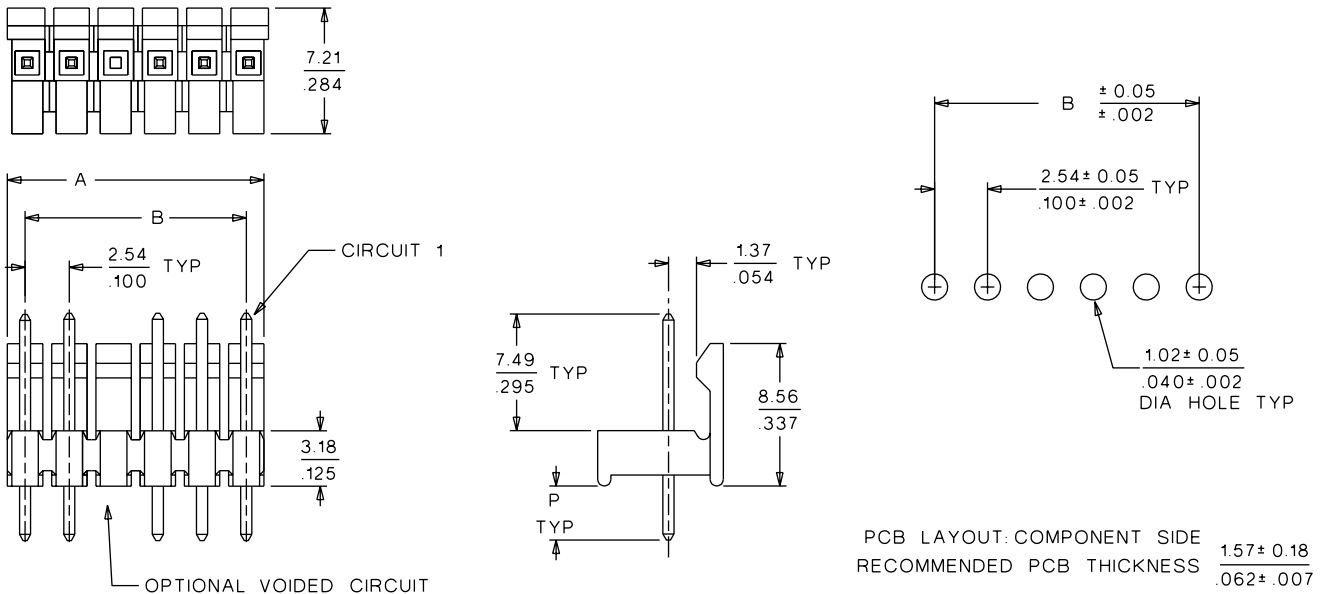 7.21
.284
A
B
2.54
.100
TYP
CIRCUIT 1
3.18
.125
OPTIONAL VOIDED CIRCUIT
1.37
.054
TYP
7.49
.295
TYP
8.56
.337
P
TYP
B
± 0.05
± .002
2.54± 0.05
.100± .002
TYP
1.02± 0.05
.040± .002
DIA HOLE TYP
PCB LAYOUT: COMPONENT SIDE
RECOMMENDED PCB THICKNESS
1.57± 0.18
.062± .007